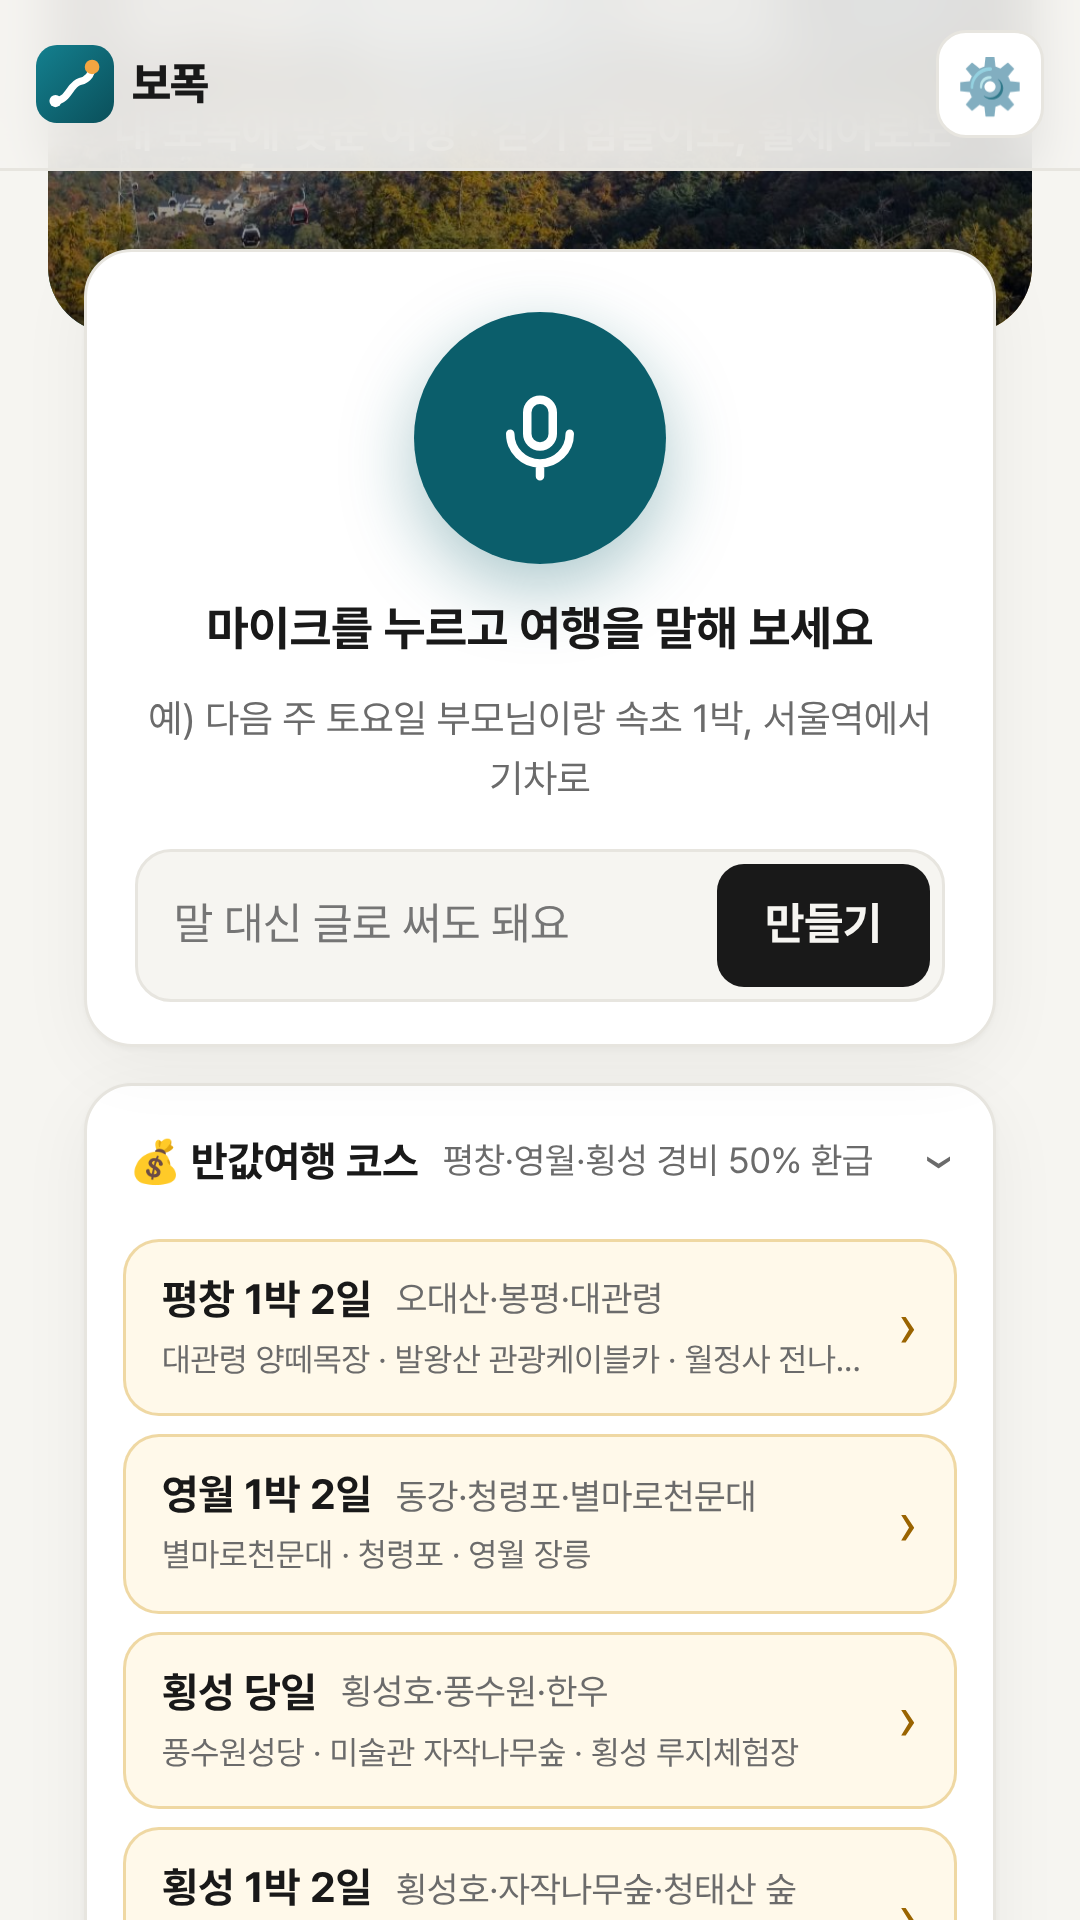 보폭
마이크를 누르고 여행을 말해 보세요
예) 다음 주 토요일 부모님이랑 속초 1박, 서울역에서
기차로
말 대신 글로 써도 돼요
만들기
💰 반값여행 코스 평창·영월·횡성 경비 50% 환급
평창 1박 2일 오대산·봉평·대관령
대관령 양떼목장 · 발왕산 관광케이블카 · 월정사 전나...
영월 1박 2일 동강·청령포·별마로천문대
별마로천문대 · 청령포 · 영월 장릉
횡성 당일 횡성호·풍수원·한우
풍수원성당 · 미술관 자작나무숲 · 횡성 루지체험장
횡성 1박 2일 횡성호·자작나무숲·청태산 숲